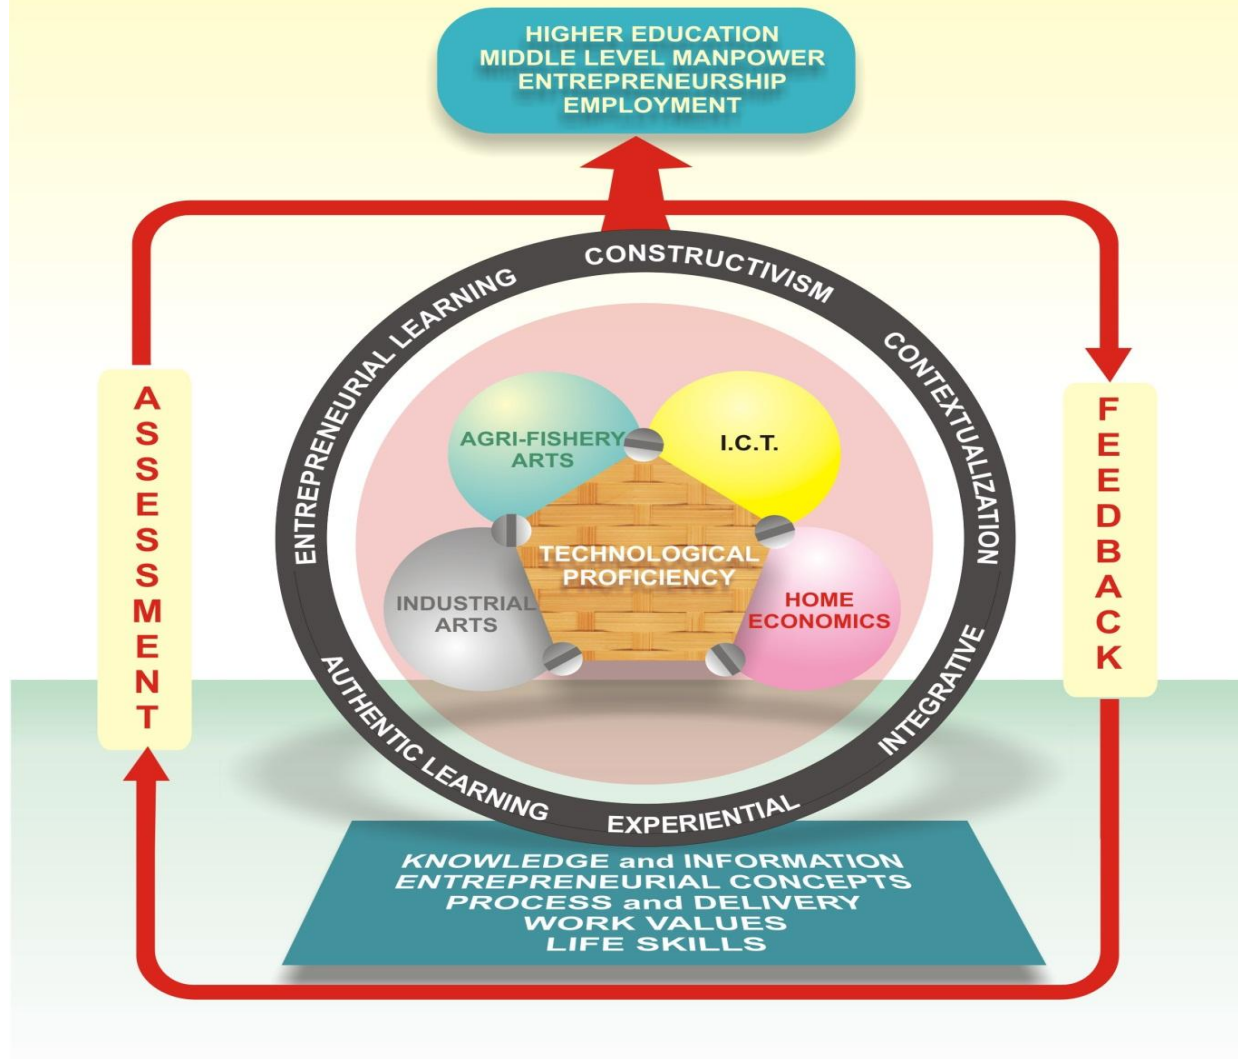 HIGHER EDUCATION
MIDDLE LEVEL MANPOWER
ENTREPRENEURSHIP
EMPLOYMENT
CONSTRUCTIVISM
ENTREPRENEURIAL LEARNING
CONTEXTUALIZATION
ASSESSMENT
FEEDBACK
AGRI-FISHERY
ARTS
I.C.T.
TECHNOLOGICAL
PROFICIENCY
INDUSTRIAL
ARTS
HOME
ECONOMICS
AUTHENTIC LEARNING
INTEGRATIVE
EXPERIENTIAL
KNOWLEDGE and INFORMATION
ENTREPRENEURIAL CONCEPTS
PROCESS and DELIVERY
WORK VALUES
LIFE SKILLS